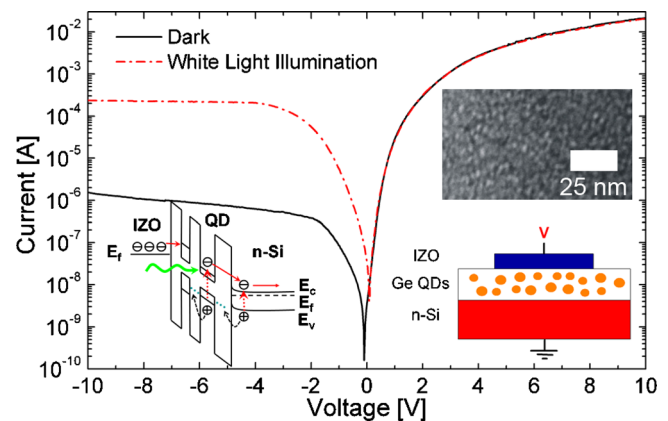 Current [A]
10⁻²
10⁻³
10⁻⁴
10⁻⁵
10⁻⁶
10⁻⁷
10⁻⁸
10⁻⁹
10⁻¹⁰
Dark
White Light Illumination
25 nm
IZO
QD
n-Si
E_f
E_c
E_f
E_v
V
IZO
Ge QDs
n-Si
-10 -8 -6 -4 -2 0 2 4 6 8 10
Voltage [V]